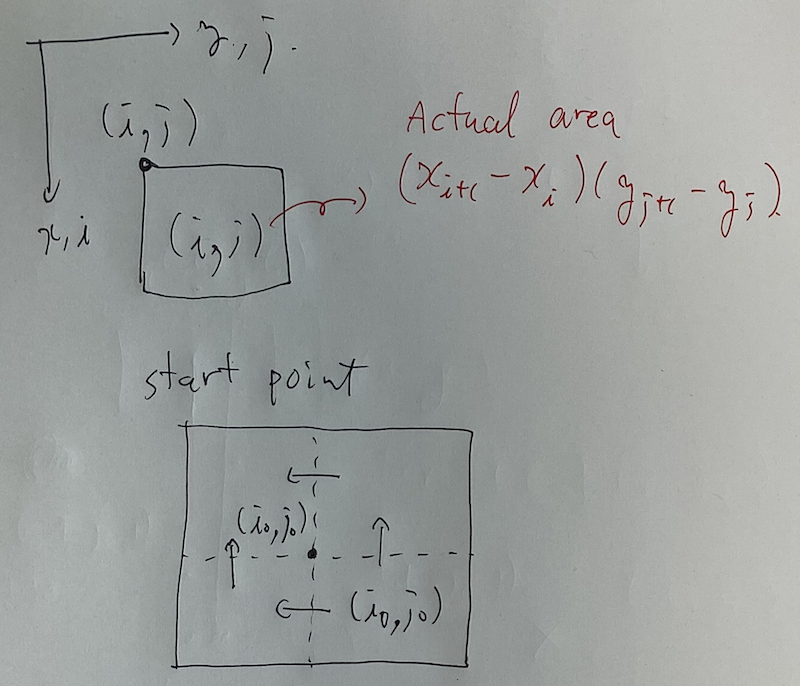 y, j.
(i, j)
x, i
(i, j)
Actual area
(x_{i+1} - x_i)(y_{j+1} - y_j).
start point
(i_0, j_0)
(i_0, j_0)